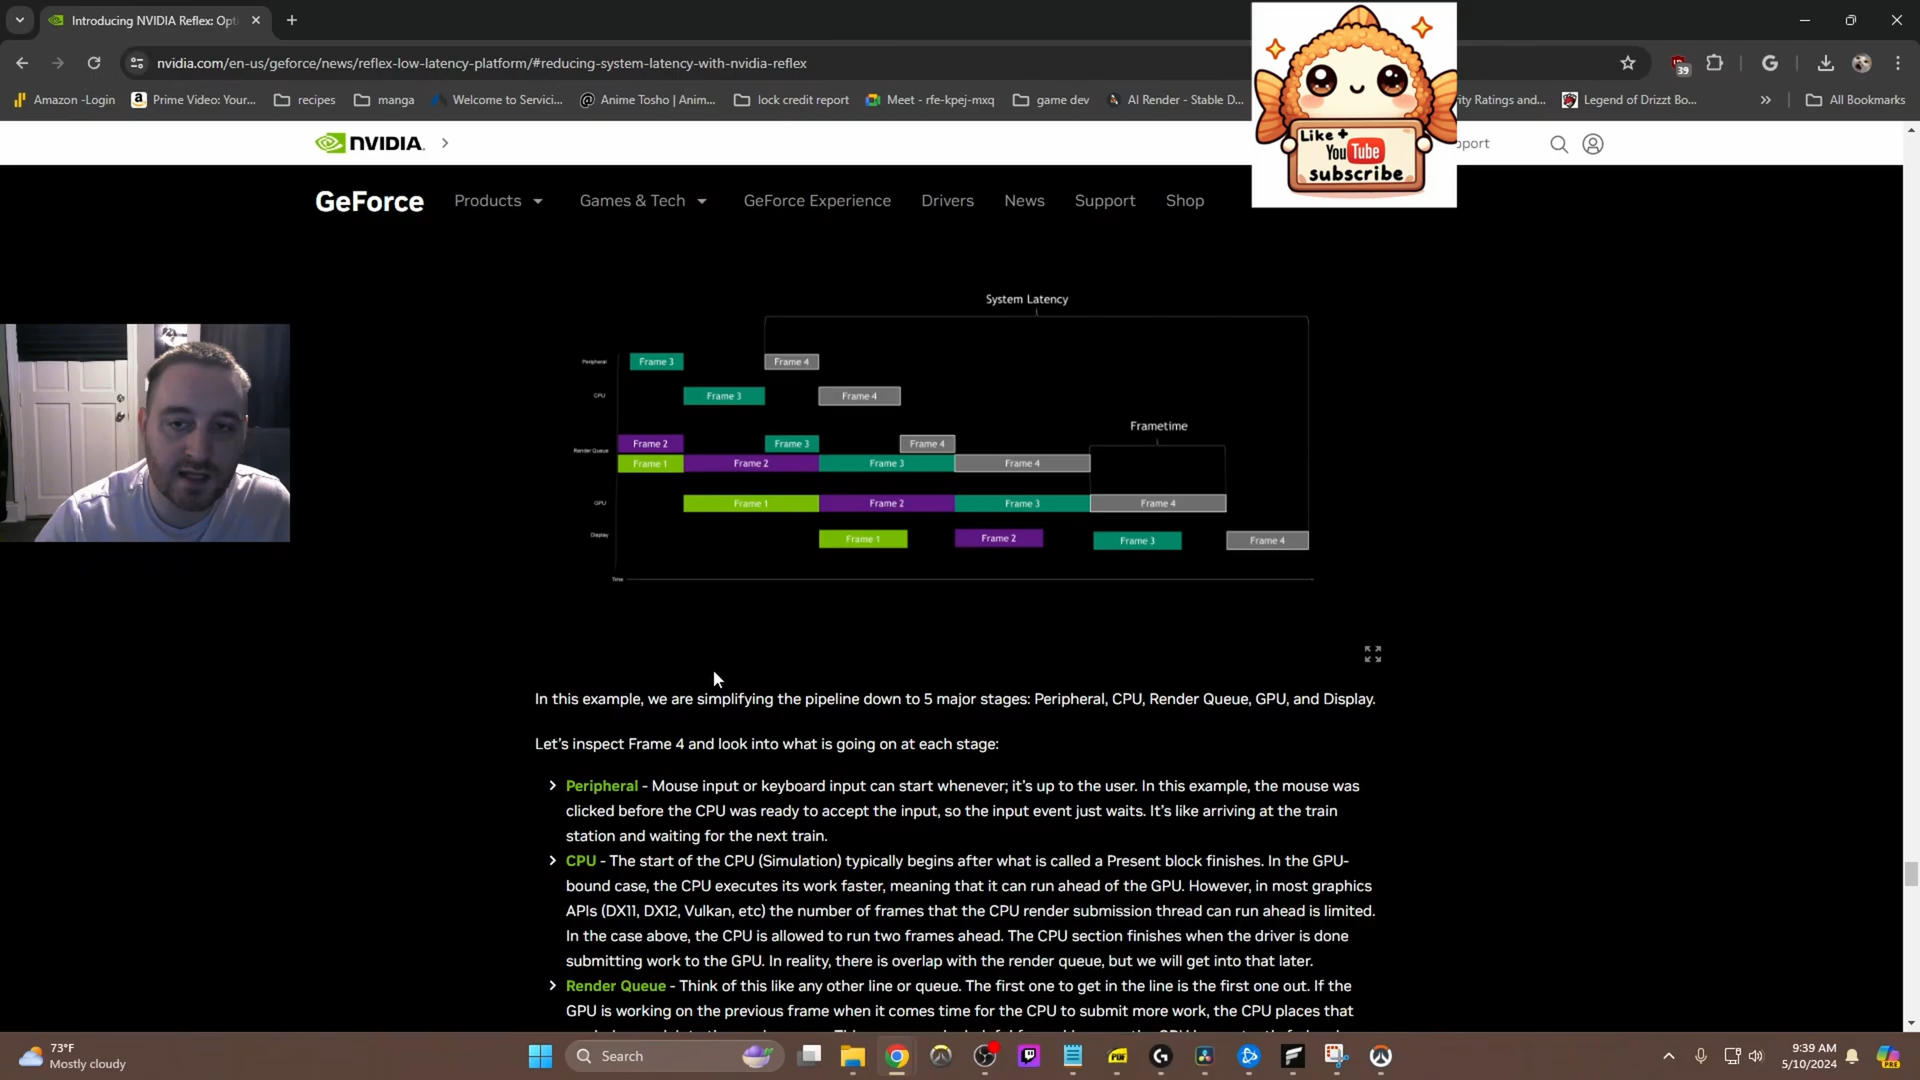 Introducing NVIDIA Reflex: Opt
nvidia.com/en-us/geforce/news/reflex-low-latency-platform/#reducing-system-latency-with-nvidia-reflex
39
Amazon -Login
Prime Video: Your...
recipes
manga
Welcome to Servici...
Anime Tosho | Anim...
lock credit report
Meet - rfe-kpej-mxq
game dev
AI Render - Stable D...
ity Ratings and...
Legend of Drizzt Bo...
All Bookmarks
Like +
YouTube
subscribe
NVIDIA.
pport
GeForce
Products
Games & Tech
GeForce Experience
Drivers
News
Support
Shop
System Latency
Peripheral
Frame 3
Frame 4
CPU
Frame 3
Frame 4
Frametime
Render Queue
Frame 2
Frame 3
Frame 4
Frame 1
Frame 2
Frame 3
Frame 4
GPU
Frame 1
Frame 2
Frame 3
Frame 4
Display
Frame 1
Frame 2
Frame 3
Frame 4
Time
In this example, we are simplifying the pipeline down to 5 major stages: Peripheral, CPU, Render Queue, GPU, and Display.
Let's inspect Frame 4 and look into what is going on at each stage:
Peripheral - Mouse input or keyboard input can start whenever; it's up to the user. In this example, the mouse was
clicked before the CPU was ready to accept the input, so the input event just waits. It's like arriving at the train
station and waiting for the next train.
CPU - The start of the CPU (Simulation) typically begins after what is called a Present block finishes. In the GPU-
bound case, the CPU executes its work faster, meaning that it can run ahead of the GPU. However, in most graphics
APIs (DX11, DX12, Vulkan, etc) the number of frames that the CPU render submission thread can run ahead is limited.
In the case above, the CPU is allowed to run two frames ahead. The CPU section finishes when the driver is done
submitting work to the GPU. In reality, there is overlap with the render queue, but we will get into that later.
Render Queue - Think of this like any other line or queue. The first one to get in the line is the first one out. If the
GPU is working on the previous frame when it comes time for the CPU to submit more work, the CPU places that
73°F
Mostly cloudy
Search
9:39 AM
5/10/2024
PRE